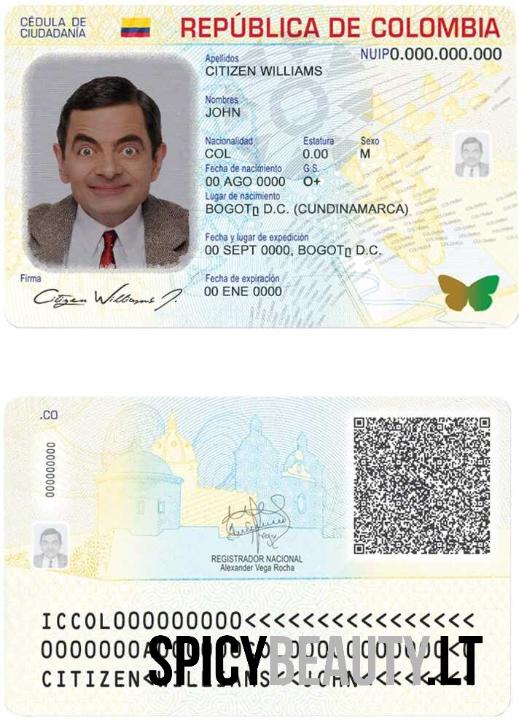 CÉDULA DE
CIUDADANÍA
REPÚBLICA DE COLOMBIA
NUIP0.000.000.000
Apellidos
CITIZEN WILLIAMS
Nombres
JOHN
Nacionalidad Estatura Sexo
COL 0.00 M
Fecha de nacimiento G.S.
00 AGO 0000 O+
Lugar de nacimiento
BOGOT▯ D.C. (CUNDINAMARCA)
Fecha y lugar de expedición
00 SEPT 0000, BOGOT▯ D.C.
Firma
Citizen Williams J.
Fecha de expiración
00 ENE 0000
.CO
000000000
REGISTRADOR NACIONAL
Alexander Vega Rocha
ICCOL000000000<<<<<<<<<<<<<<<<
SPICYBEAUTY.LT
CITIZEN<WILLIAMS<<JOHN<<<<<<<<